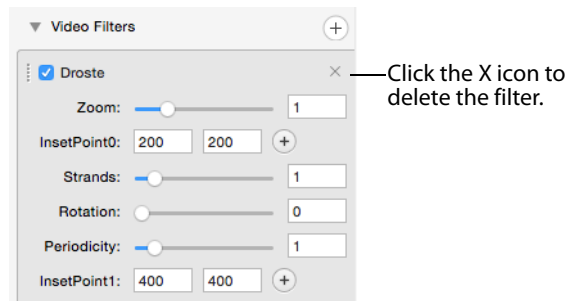 Video Filters
Droste
Click the X icon to
delete the filter.
Zoom: 1
InsetPoint0: 200 200
Strands: 1
Rotation: 0
Periodicity: 1
InsetPoint1: 400 400